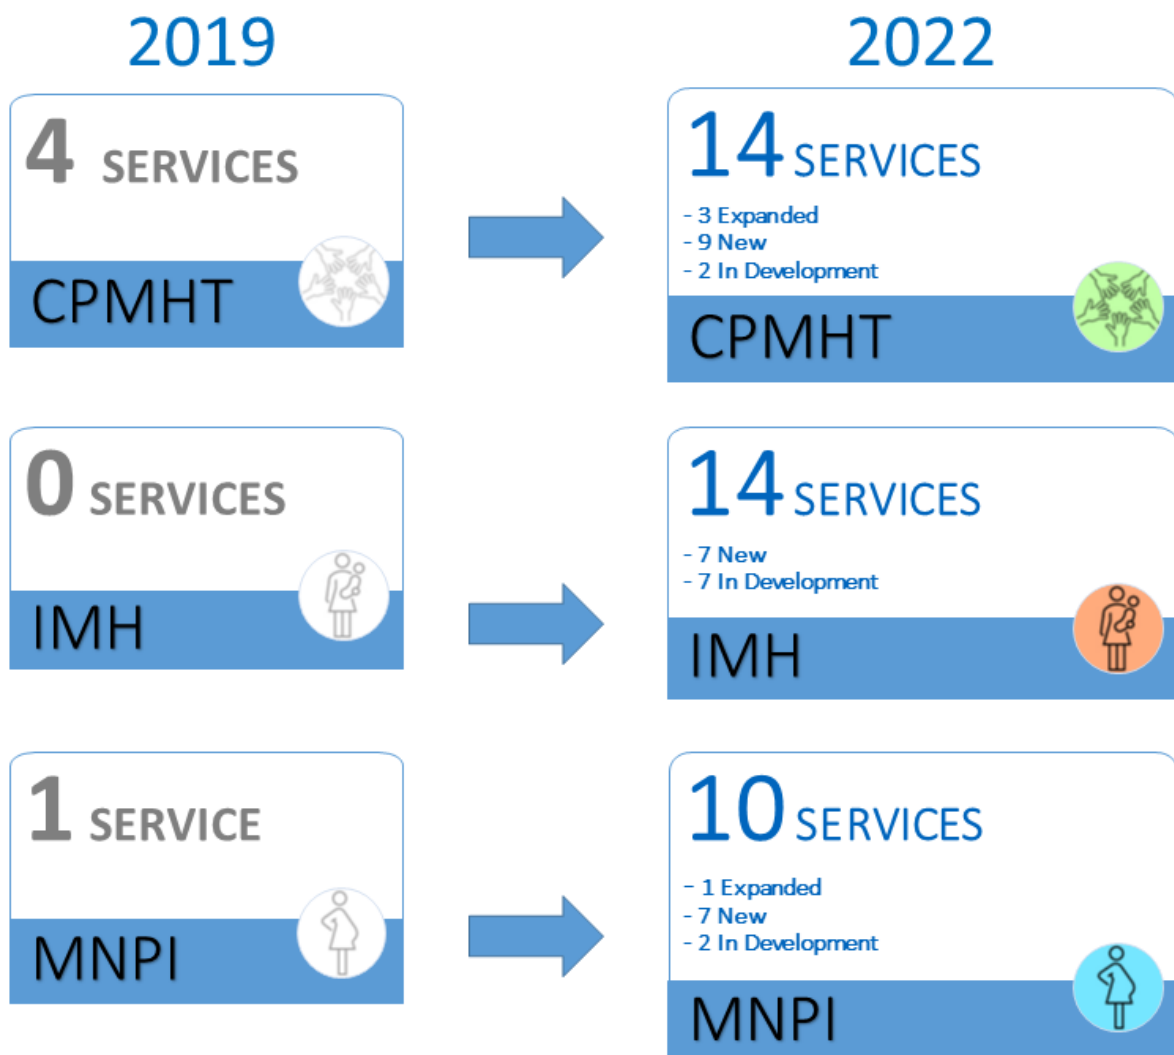 2019
2022
4 SERVICES
CPMHT
14 SERVICES
- 3 Expanded
- 9 New
- 2 In Development
CPMHT
0 SERVICES
IMH
14 SERVICES
- 7 New
- 7 In Development
IMH
1 SERVICE
MNPI
10 SERVICES
- 1 Expanded
- 7 New
- 2 In Development
MNPI